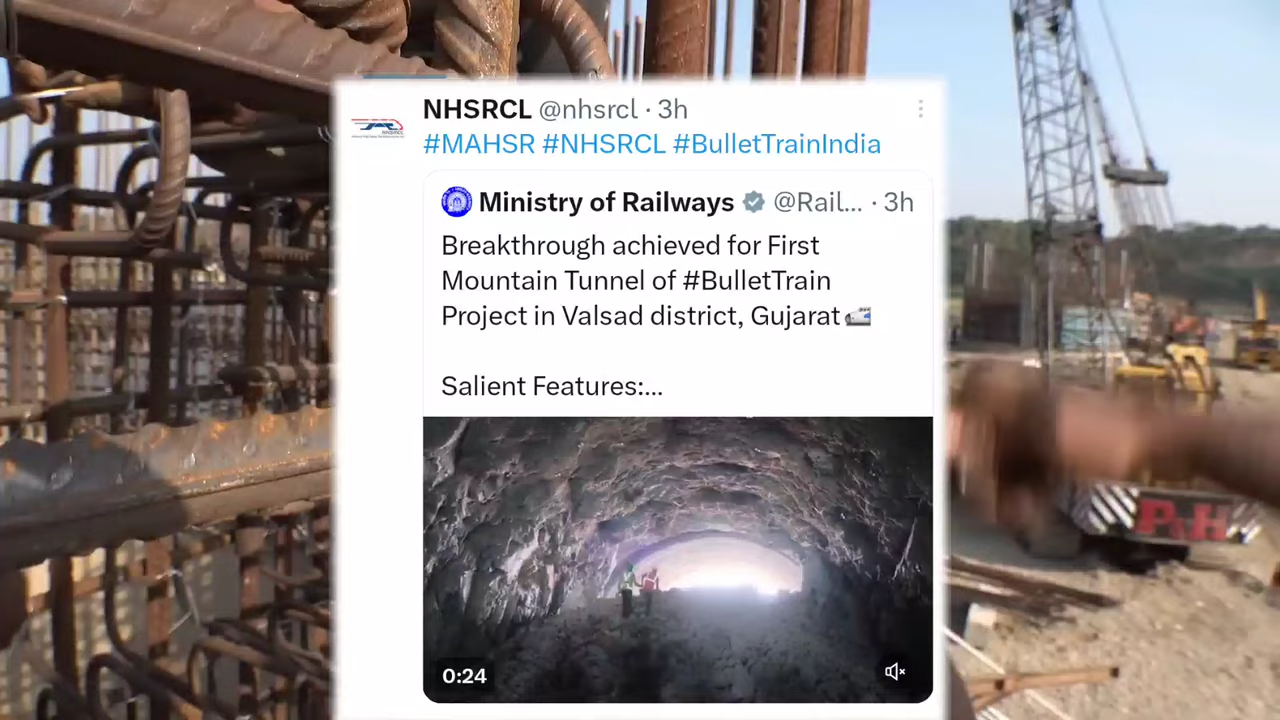 NHSRCL @nhsrcl · 3h
#MAHSR #NHSRCL #BulletTrainIndia
Ministry of Railways @Rail... · 3h
Breakthrough achieved for First
Mountain Tunnel of #BulletTrain
Project in Valsad district, Gujarat🚅
Salient Features:...
0:24
P&H